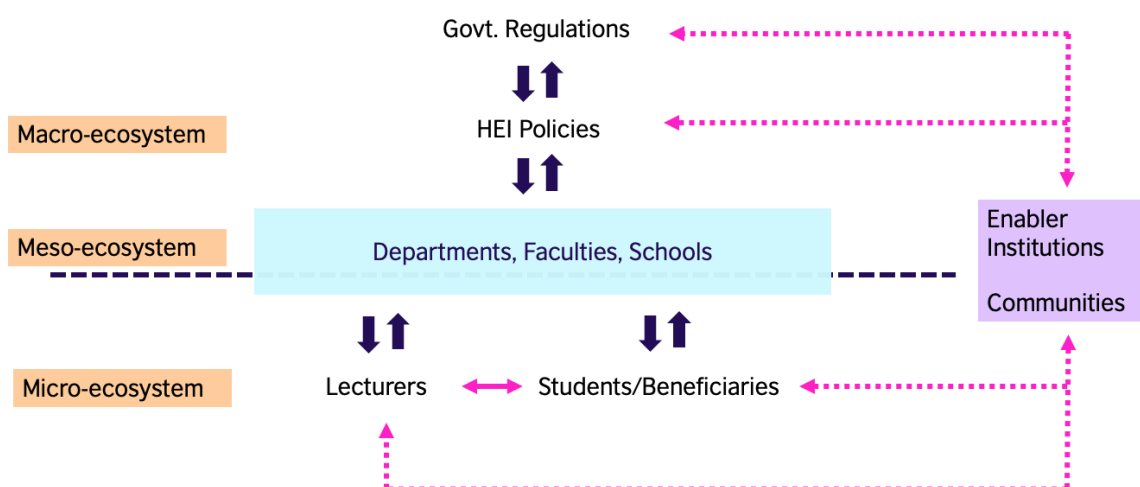 Govt. Regulations
Macro-ecosystem
HEI Policies
Meso-ecosystem
Departments, Faculties, Schools
Enabler
Institutions
Communities
Micro-ecosystem
Lecturers
Students/Beneficiaries